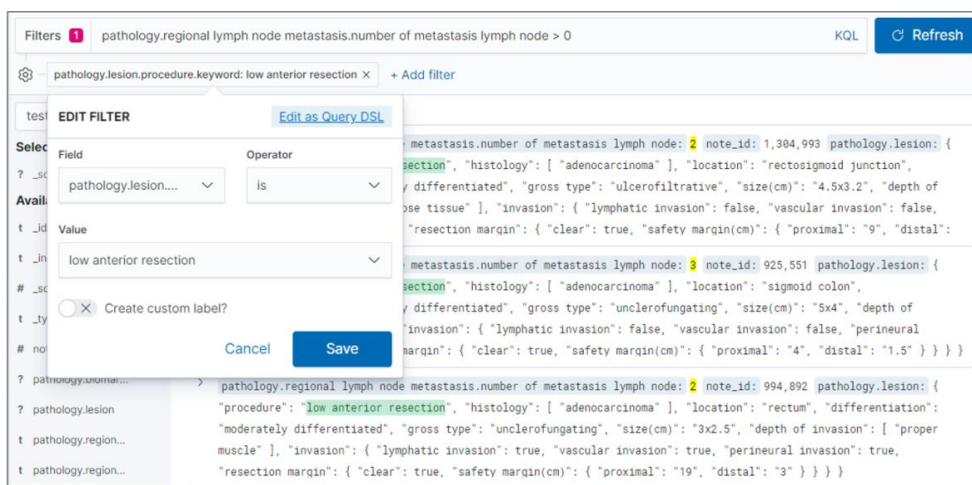 Filters 1 pathology.regional lymph node metastasis.number of metastasis lymph node > 0 KQL Refresh
pathology.lesion.procedure.keyword: low anterior resection × + Add filter
test
EDIT FILTER Edit as Query DSL
Field Operator
pathology.lesion.... is
Value
low anterior resection
Create custom label?
Cancel Save
Selec
? _so
Availa
t _id
t _in
# _sc
t _ty
# no
? pathology.biomar...
? pathology.lesion
t pathology.region...
t pathology.region...
metastasis.number of metastasis lymph node: 2 note_id: 1,304,993 pathology.lesion: {
section", "histology": [ "adenocarcinoma" ], "location": "rectosigmoid junction",
y differentiated", "gross type": "ulcerofiltrative", "size(cm)": "4.5x3.2", "depth of
ose tissue" ], "invasion": { "lymphatic invasion": false, "vascular invasion": false,
"resection margin": { "clear": true, "safety margin(cm)": { "proximal": "9", "distal":
metastasis.number of metastasis lymph node: 3 note_id: 925,551 pathology.lesion: {
section", "histology": [ "adenocarcinoma" ], "location": "sigmoid colon",
y differentiated", "gross type": "unclerofungating", "size(cm)": "5x4", "depth of
"invasion": { "lymphatic invasion": false, "vascular invasion": false, "perineural
margin": { "clear": true, "safety margin(cm)": { "proximal": "4", "distal": "1.5" } } } }
pathology.regional lymph node metastasis.number of metastasis lymph node: 2 note_id: 994,892 pathology.lesion: {
"procedure": "low anterior resection", "histology": [ "adenocarcinoma" ], "location": "rectum", "differentiation":
"moderately differentiated", "gross type": "unclerofungating", "size(cm)": "3x2.5", "depth of invasion": [ "proper
muscle" ], "invasion": { "lymphatic invasion": true, "vascular invasion": true, "perineural invasion": true,
"resection margin": { "clear": true, "safety margin(cm)": { "proximal": "19", "distal": "3" } } } }